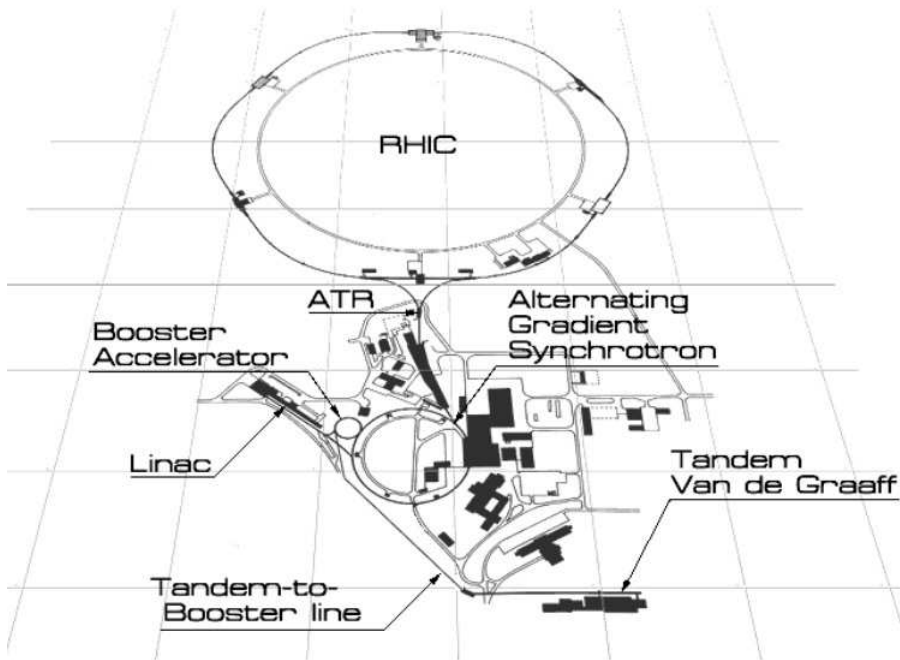 RHIC
ATR
Alternating
Gradient
Synchrotron
Booster
Accelerator
Linac
Tandem
Van de Graaff
Tandem-to-
Booster line